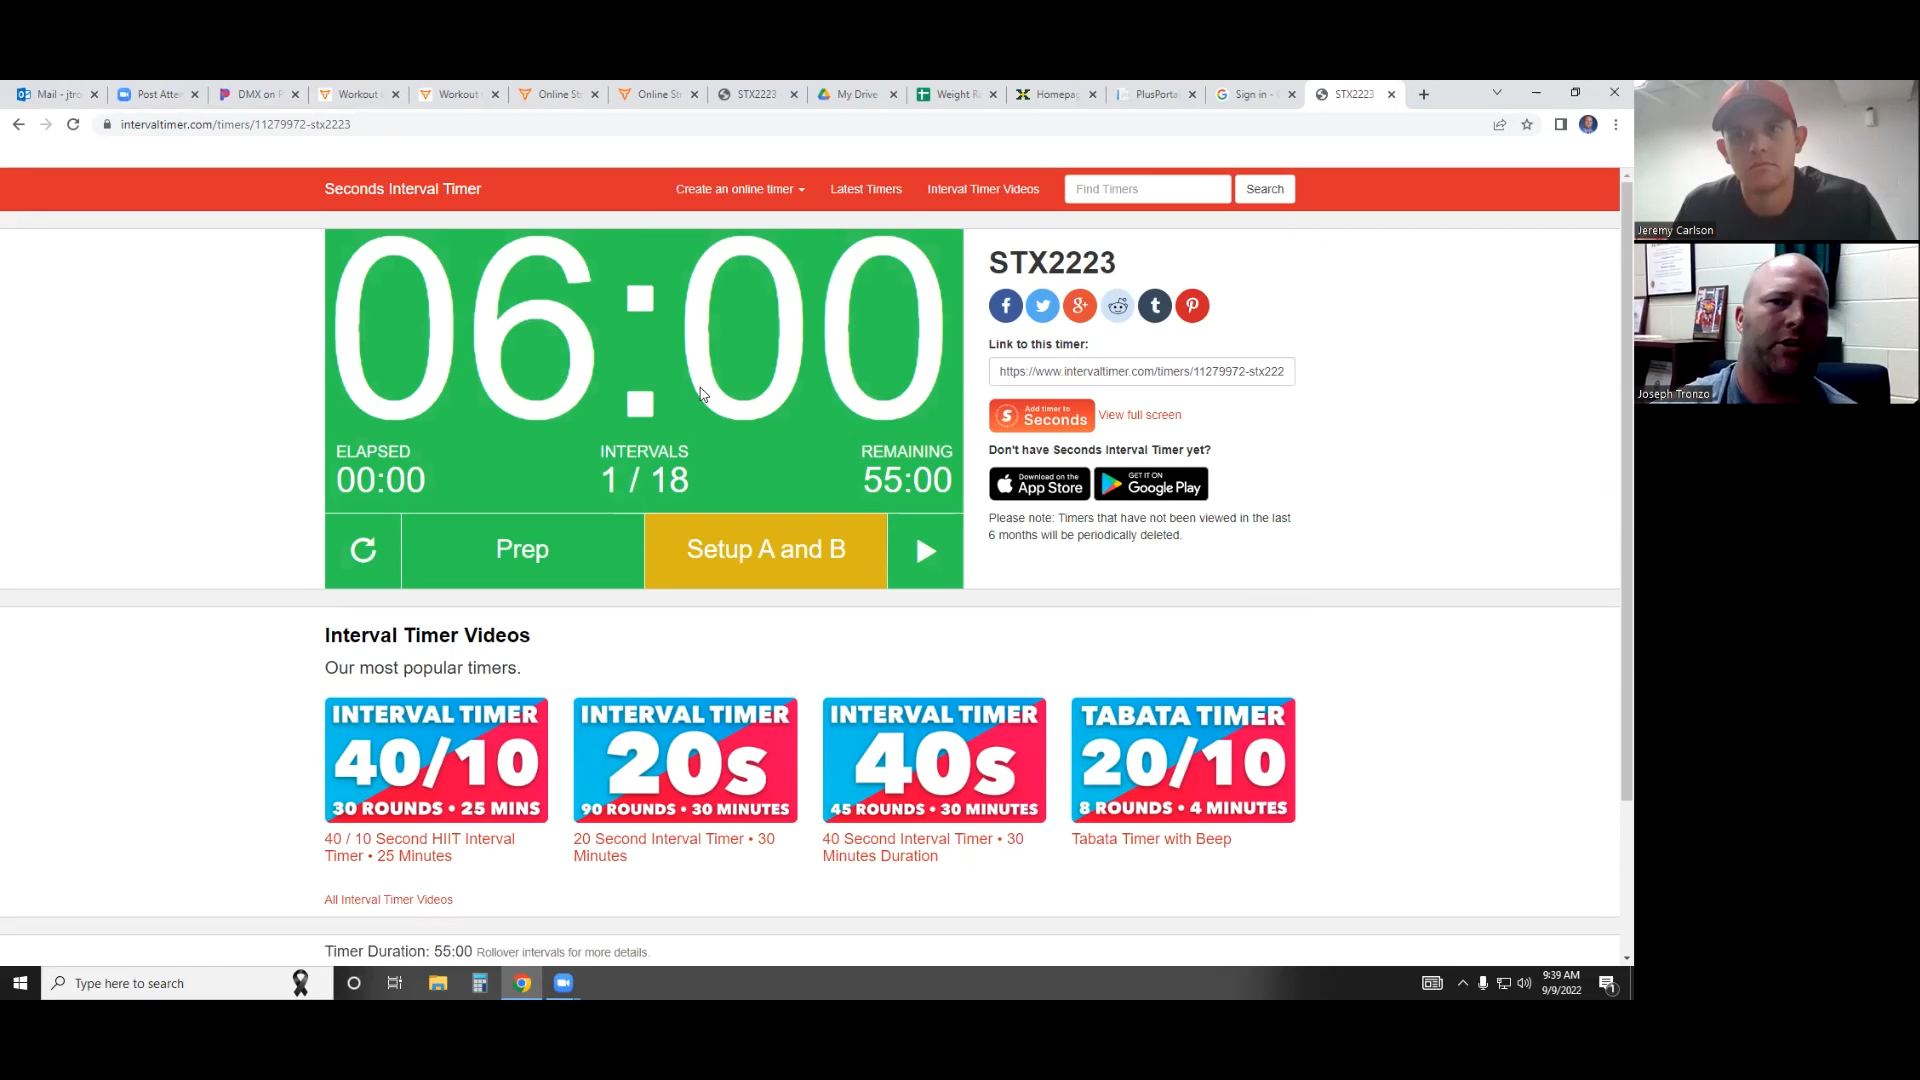 Mail - jtro
Post Atten
DMX on P
Workout
Workout
Online St
Online St
STX2223
My Drive
Weight R
Homepag
PlusPorta
Sign in -
STX2223
intervaltimer.com/timers/11279972-stx2223
Seconds Interval Timer
Create an online timer
Latest Timers
Interval Timer Videos
Find Timers
Search
06:00
ELAPSED
00:00
INTERVALS
1 / 18
REMAINING
55:00
Prep
Setup A and B
STX2223
Link to this timer:
https://www.intervaltimer.com/timers/11279972-stx222
Add timer to
Seconds
View full screen
Don't have Seconds Interval Timer yet?
Download on the
App Store
GET IT ON
Google Play
Please note: Timers that have not been viewed in the last
6 months will be periodically deleted.
Interval Timer Videos
Our most popular timers.
INTERVAL TIMER
40/10
30 ROUNDS • 25 MINS
40 / 10 Second HIIT Interval
Timer • 25 Minutes
INTERVAL TIMER
20s
90 ROUNDS • 30 MINUTES
20 Second Interval Timer • 30
Minutes
INTERVAL TIMER
40s
45 ROUNDS • 30 MINUTES
40 Second Interval Timer • 30
Minutes Duration
TABATA TIMER
20/10
8 ROUNDS • 4 MINUTES
Tabata Timer with Beep
All Interval Timer Videos
Timer Duration: 55:00 Rollover intervals for more details.
Type here to search
9:39 AM
9/9/2022
Jeremy Carlson
Joseph Tronzo